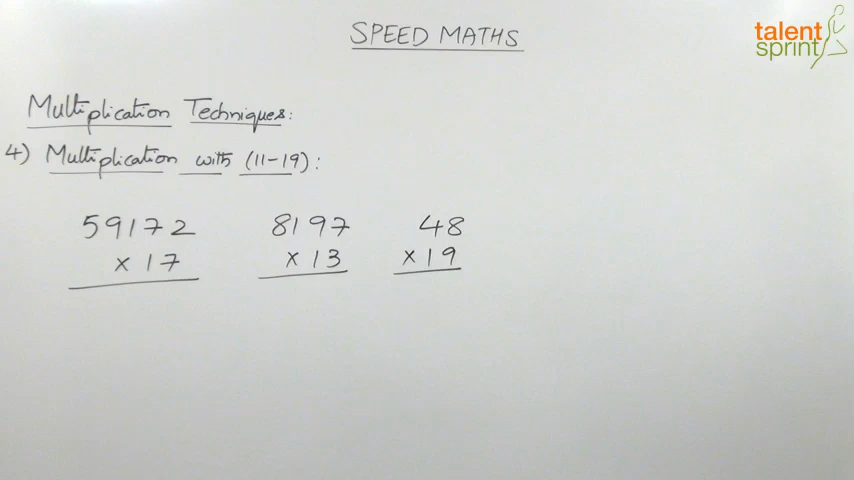 SPEED MATHS
talent
sprint
Multiplication Techniques:
4) Multiplication with (11-19):
59172 8197 48
×17 ×13 ×19